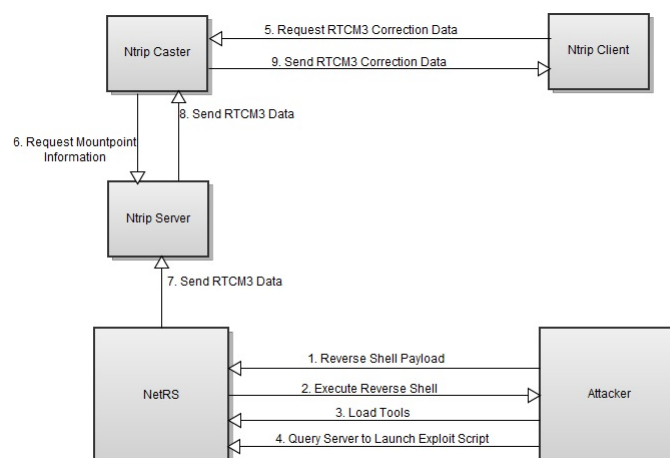 5. Request RTCM3 Correction Data
Ntrip Caster
Ntrip Client
9. Send RTCM3 Correction Data
8. Send RTCM3 Data
6. Request Mountpoint
Information
Ntrip Server
7. Send RTCM3 Data
1. Reverse Shell Payload
NetRS
2. Execute Reverse Shell
Attacker
3. Load Tools
4. Query Server to Launch Exploit Script